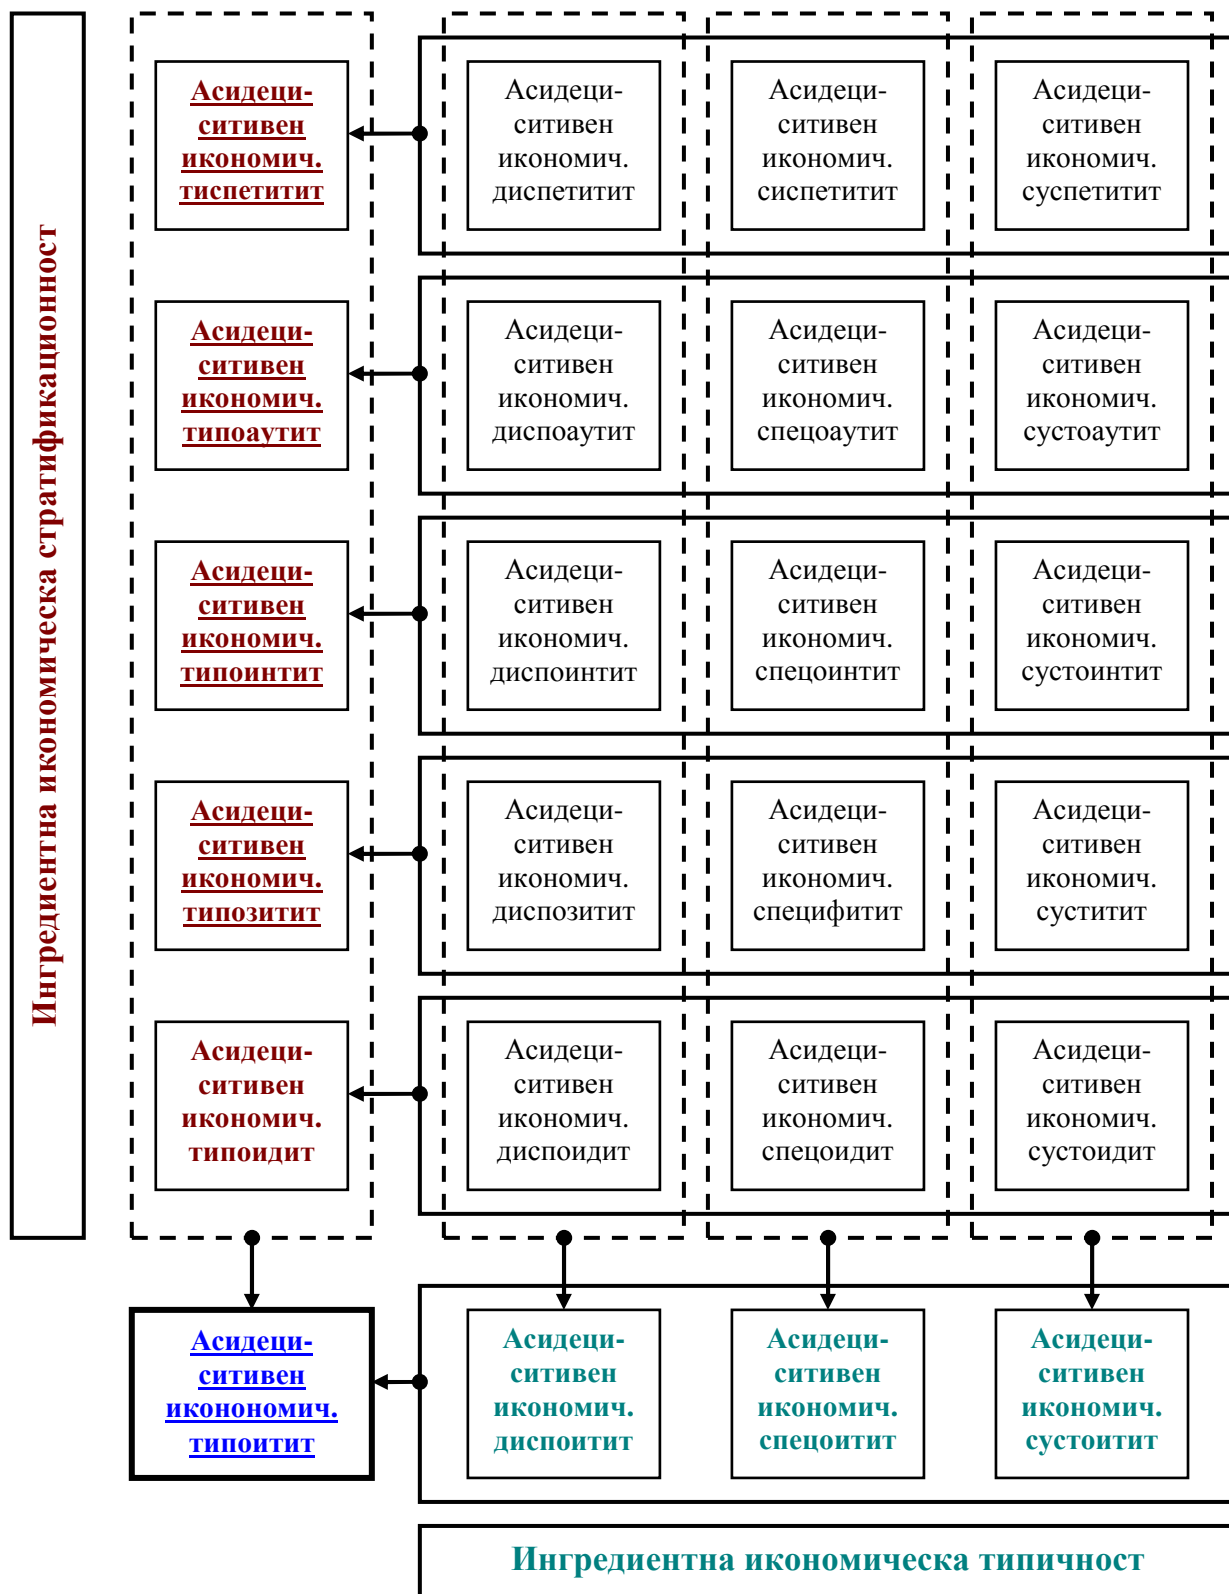 Ингредиентна икономическа стратификационност
Асидеци-
ситивен
икономич.
тиспетитит
Асидеци-
ситивен
икономич.
диспетитит
Асидеци-
ситивен
икономич.
сиспетитит
Асидеци-
ситивен
икономич.
суспетитит
Асидеци-
ситивен
икономич.
типоаутит
Асидеци-
ситивен
икономич.
диспоаутит
Асидеци-
ситивен
икономич.
спецоаутит
Асидеци-
ситивен
икономич.
сустоаутит
Асидеци-
ситивен
икономич.
типоинтит
Асидеци-
ситивен
икономич.
диспоинтит
Асидеци-
ситивен
икономич.
спецоинтит
Асидеци-
ситивен
икономич.
сустоинтит
Асидеци-
ситивен
икономич.
типозитит
Асидеци-
ситивен
икономич.
диспозитит
Асидеци-
ситивен
икономич.
специфитит
Асидеци-
ситивен
икономич.
суститит
Асидеци-
ситивен
икономич.
типоидит
Асидеци-
ситивен
икономич.
диспоидит
Асидеци-
ситивен
икономич.
спецоидит
Асидеци-
ситивен
икономич.
сустоидит
Асидеци-
ситивен
иконономич.
типоитит
Асидеци-
ситивен
икономич.
диспоитит
Асидеци-
ситивен
икономич.
спецоитит
Асидеци-
ситивен
икономич.
сустоитит
Ингредиентна икономическа типичност